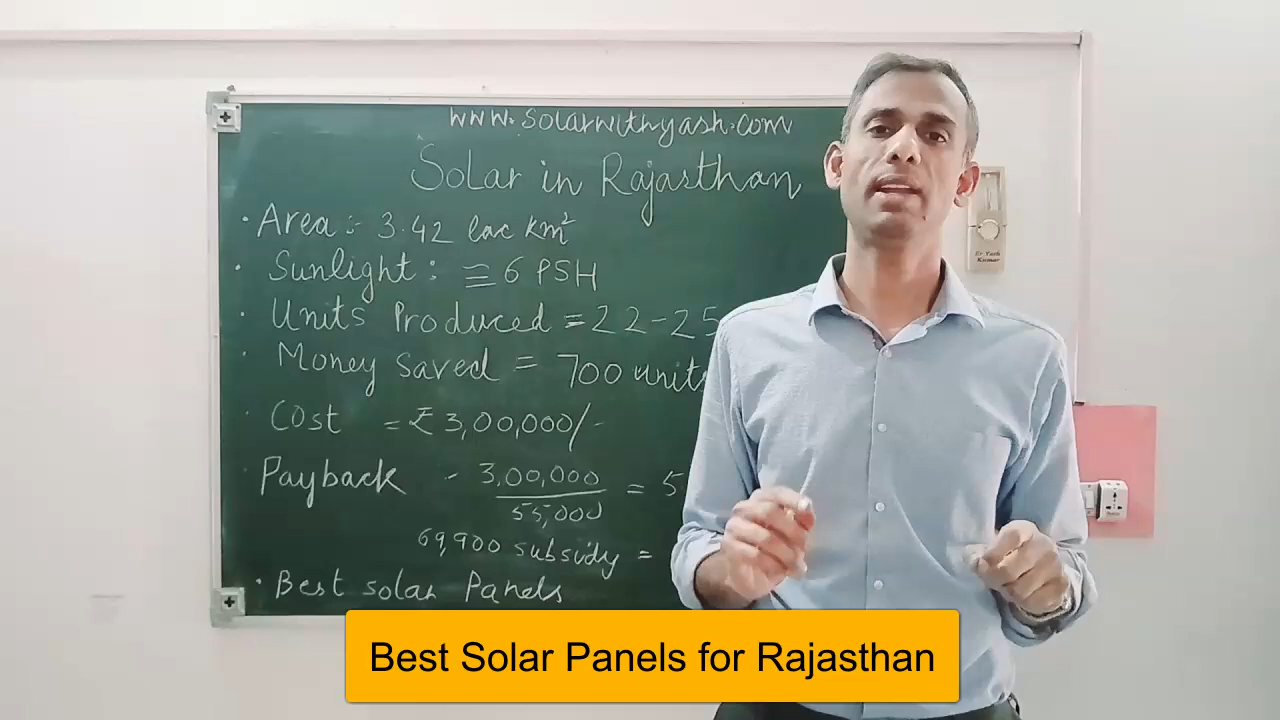 www.solarwithyash.com
Solar in Rajasthan
• Area :- 3.42 lac km²
• Sunlight : ≅ 6 PSH
• Units Produced = 22-25
• Money saved = 700 units
• Cost = ₹ 3,00,000/-
Payback - 3,00,000 = 5
55,000
69,900 subsidy =
• Best solar Panels
Er Yash
Kumar
Best Solar Panels for Rajasthan